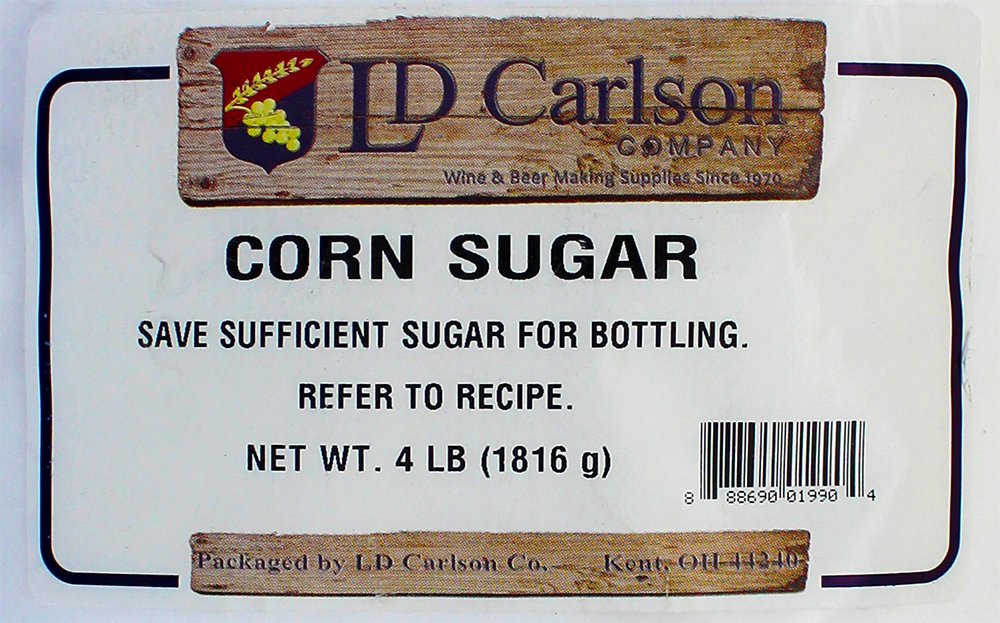 LD Carlson
COMPANY
Wine & Beer Making Supplies Since 1970
CORN SUGAR
SAVE SUFFICIENT SUGAR FOR BOTTLING.
REFER TO RECIPE.
NET WT. 4 LB (1816 g)
8 88690 01990 4
Packaged by LD Carlson Co. Kent, OH 44240